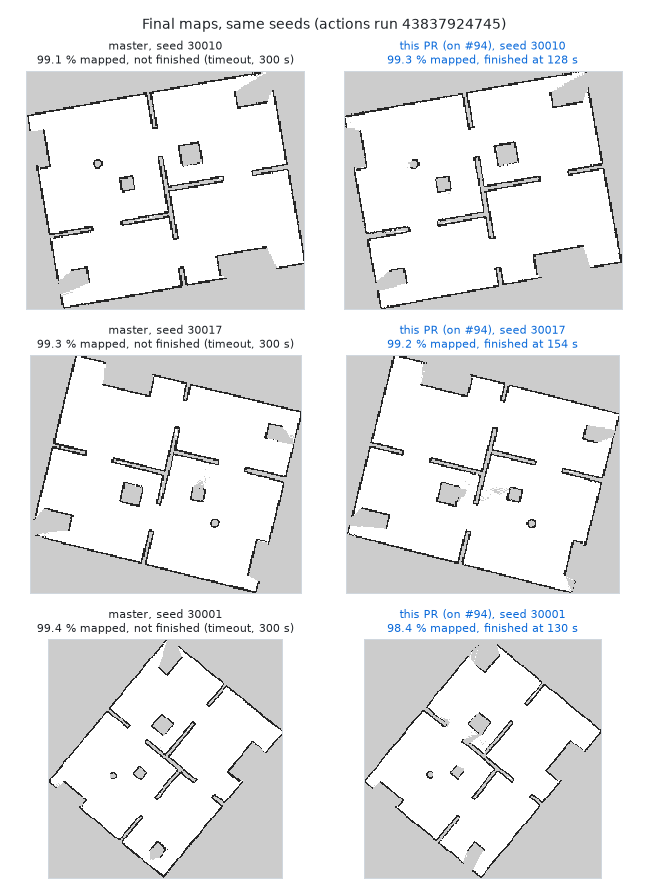 Final maps, same seeds (actions run 43837924745)
master, seed 30010
99.1 % mapped, not finished (timeout, 300 s)
this PR (on #94), seed 30010
99.3 % mapped, finished at 128 s
master, seed 30017
99.3 % mapped, not finished (timeout, 300 s)
this PR (on #94), seed 30017
99.2 % mapped, finished at 154 s
master, seed 30001
99.4 % mapped, not finished (timeout, 300 s)
this PR (on #94), seed 30001
98.4 % mapped, finished at 130 s